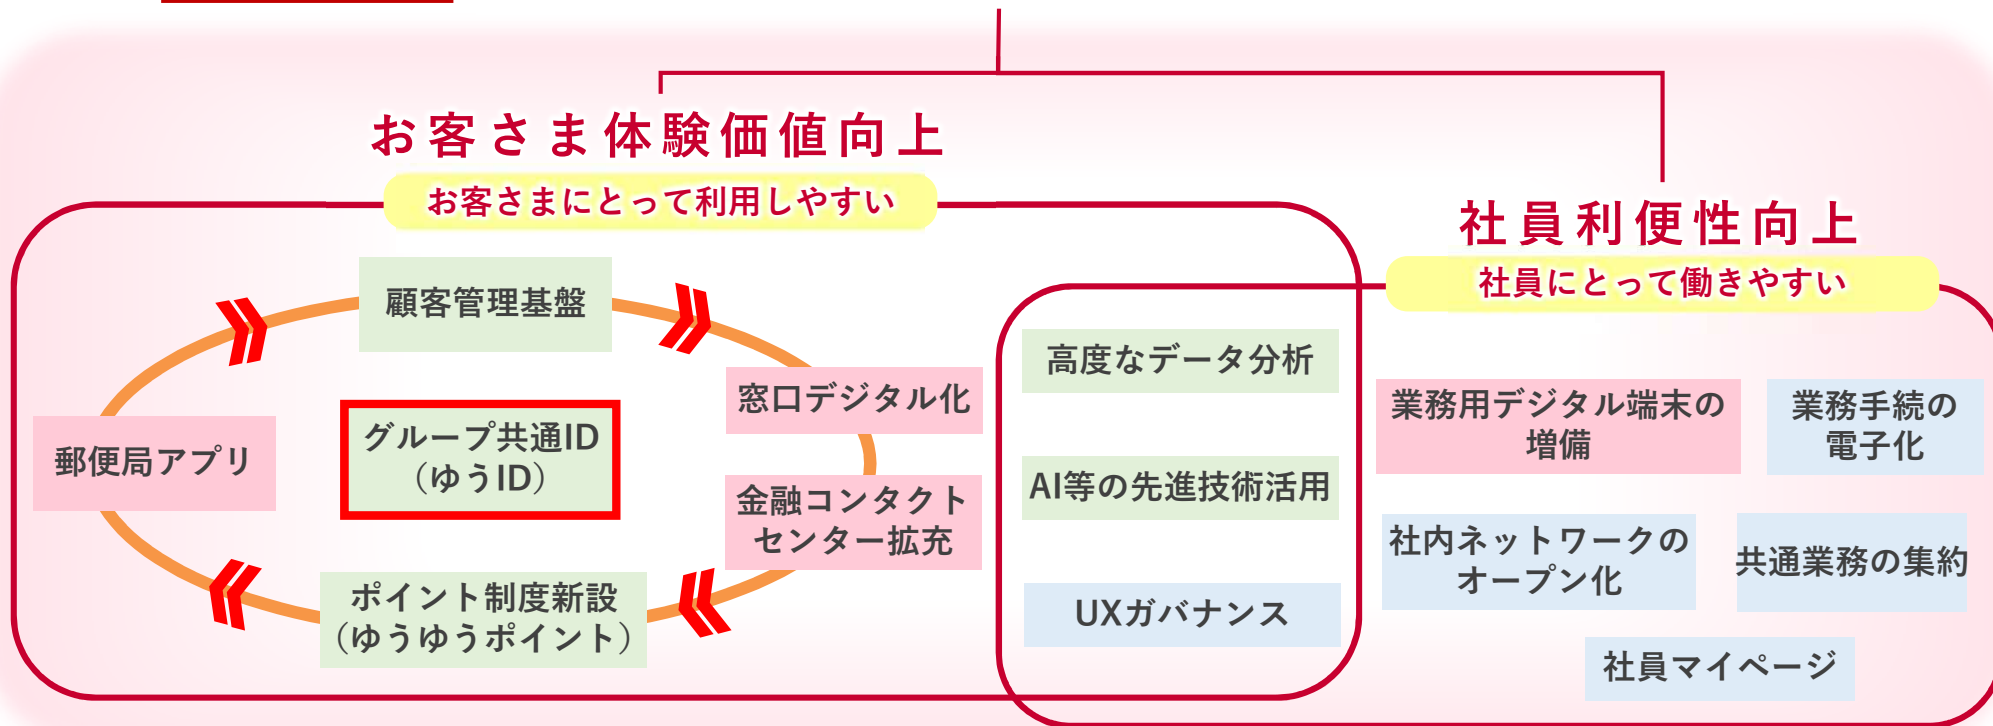 お客さま体験価値向上
お客さまにとって利用しやすい
顧客管理基盤
郵便局アプリ
グループ共通ID
（ゆうID）
窓口デジタル化
金融コンタクト
センター拡充
ポイント制度新設
（ゆうゆうポイント）
高度なデータ分析
AI等の先進技術活用
UXガバナンス
社員利便性向上
社員にとって働きやすい
業務用デジタル端末の
増備
業務手続の
電子化
社内ネットワークの
オープン化
共通業務の集約
社員マイページ